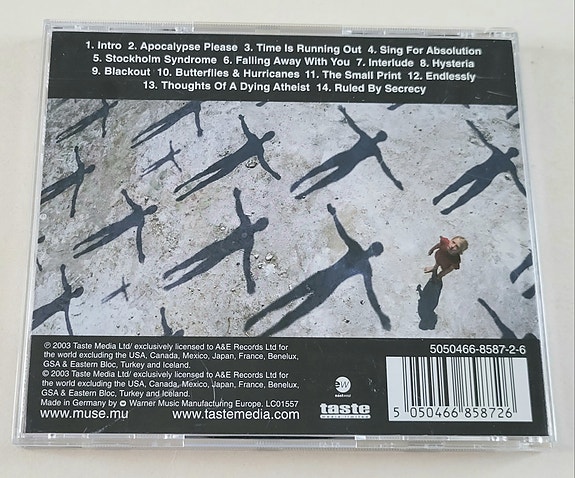 1. Intro 2. Apocalypse Please 3. Time Is Running Out 4. Sing For Absolution
5. Stockholm Syndrome 6. Falling Away With You 7. Interlude 8. Hysteria
9. Blackout 10. Butterflies & Hurricanes 11. The Small Print 12. Endlessly
13. Thoughts Of A Dying Atheist 14. Ruled By Secrecy
℗ 2003 Taste Media Ltd/ exclusively licensed to A&E Records Ltd for
the world excluding the USA, Canada, Mexico, Japan, France, Benelux,
GSA & Eastern Bloc, Turkey and Iceland.
© 2003 Taste Media Ltd/ exclusively licensed to A&E Records Ltd for
the world excluding the USA, Canada, Mexico, Japan, France, Benelux,
GSA & Eastern Bloc, Turkey and Iceland.
Made in Germany by Warner Music Manufacturing Europe. LC01557
www.muse.mu www.tastemedia.com
ew
eastwest
taste
media limited
5050466-8587-2-6
5 050466 858726